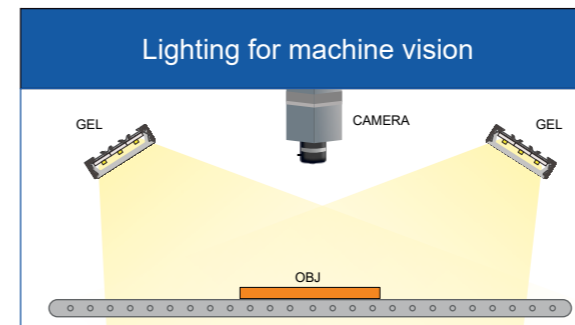 Lighting for machine vision
GEL
CAMERA
GEL
OBJ